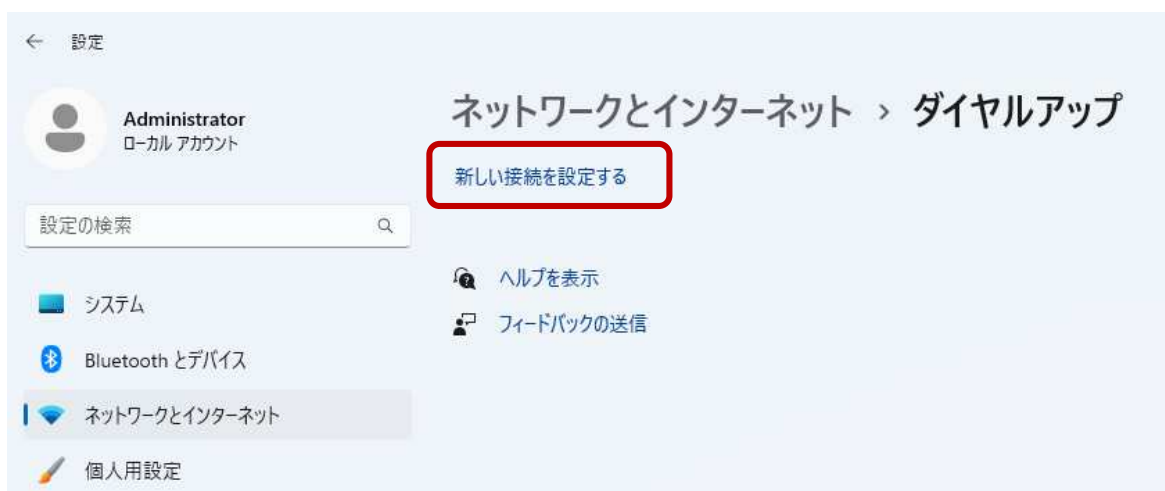 ← 設定
Administrator
ローカル アカウント
設定の検索
システム
Bluetooth とデバイス
ネットワークとインターネット
個人用設定
ネットワークとインターネット › ダイヤルアップ
新しい接続を設定する
ヘルプを表示
フィードバックの送信